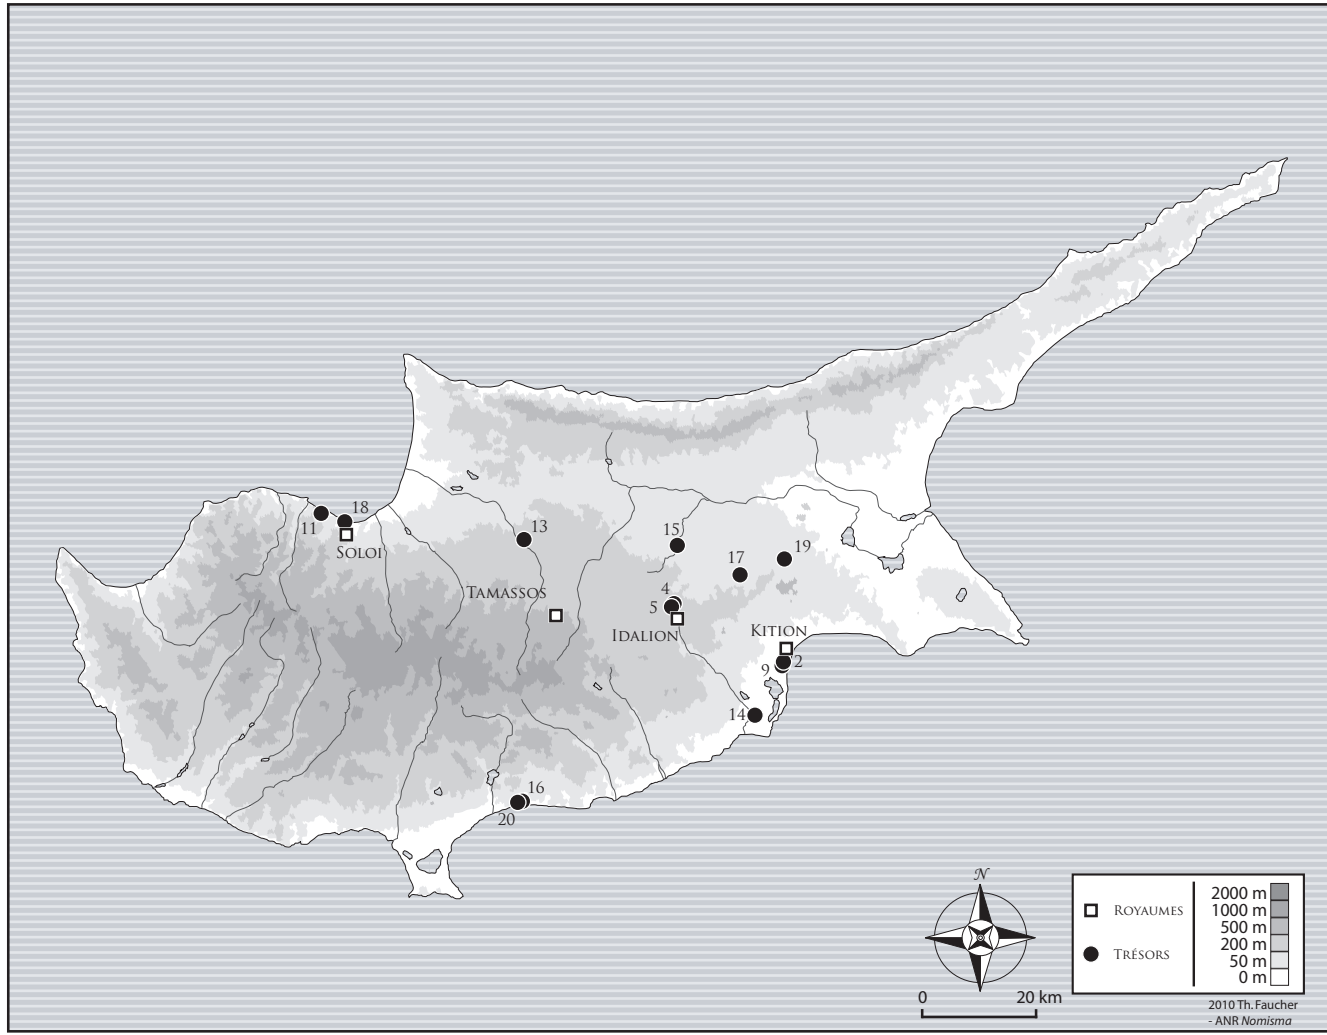 18
11
SOLOI
13
15
17
19
TAMASSOS
4
5
IDALION
KITION
2
9
14
16
20
N
2000 m
1000 m
500 m
200 m
50 m
0 m
ROYAUMES
TRÉSORS
0 20 km
2010 Th. Faucher
- ANR Nomisma